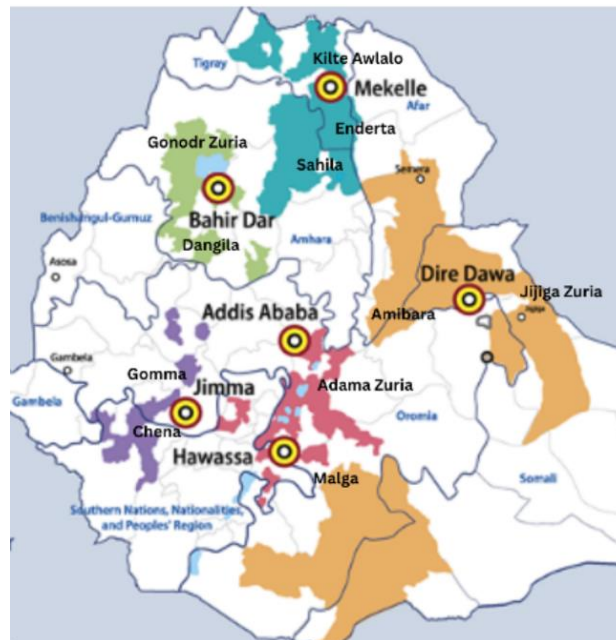 Kilte Awlalo
Tigray
Mekelle
Afar
Enderta
Gonodr Zuria
Sahila
Semera
Bahir Dar
Benishangul-Gumuz
Dangila
Amhara
Asosa
Dire Dawa
Jijiga Zuria
Addis Ababa
Amibara
Jijiga
Gambela
Gomma
Jimma
Adama Zuria
Gambela
Chena
Oromia
Hawassa
Malga
Somali
Southern Nations, Nationalities,
and Peoples' Region